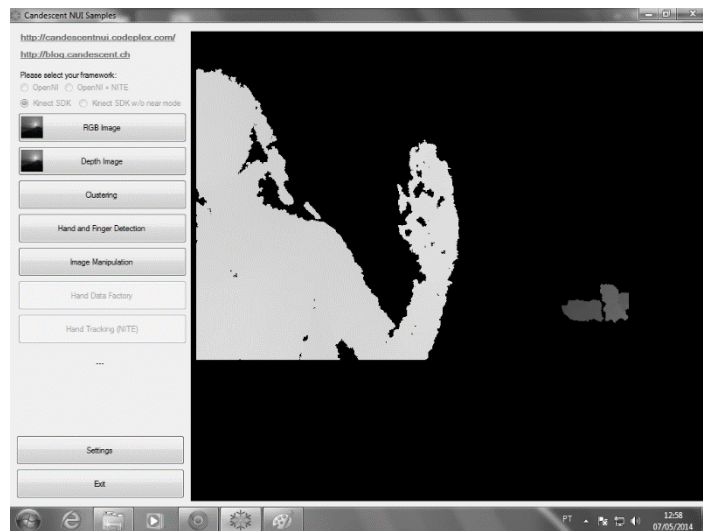 Candescent NUI Samples
http://candescentnui.codeplex.com/
http://blog.candescent.ch
Please select your framework:
OpenNI OpenNI + NITE
Kinect SDK Kinect SDK w/o near mode
RGB Image
Depth Image
Clustering
Hand and Finger Detection
Image Manipulation
Hand Data Factory
Hand Tracking (NITE)
---
Settings
Exit
PT 12:58
07/05/2014